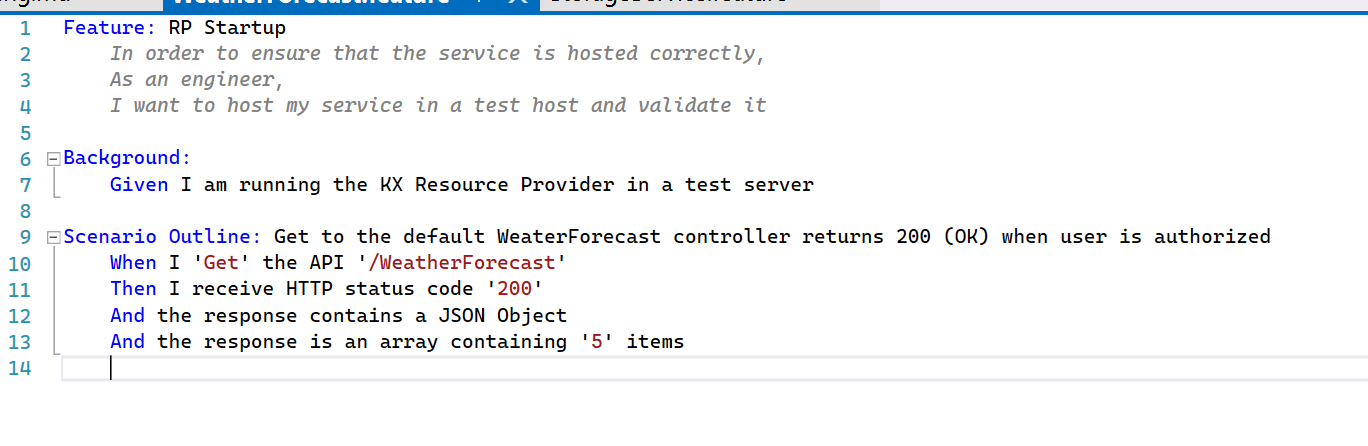 WeatherForecast.feature
1 Feature: RP Startup
2 In order to ensure that the service is hosted correctly,
3 As an engineer,
4 I want to host my service in a test host and validate it
5
6 Background:
7 Given I am running the KX Resource Provider in a test server
8
9 Scenario Outline: Get to the default WeaterForecast controller returns 200 (OK) when user is authorized
10 When I 'Get' the API '/WeatherForecast'
11 Then I receive HTTP status code '200'
12 And the response contains a JSON Object
13 And the response is an array containing '5' items
14